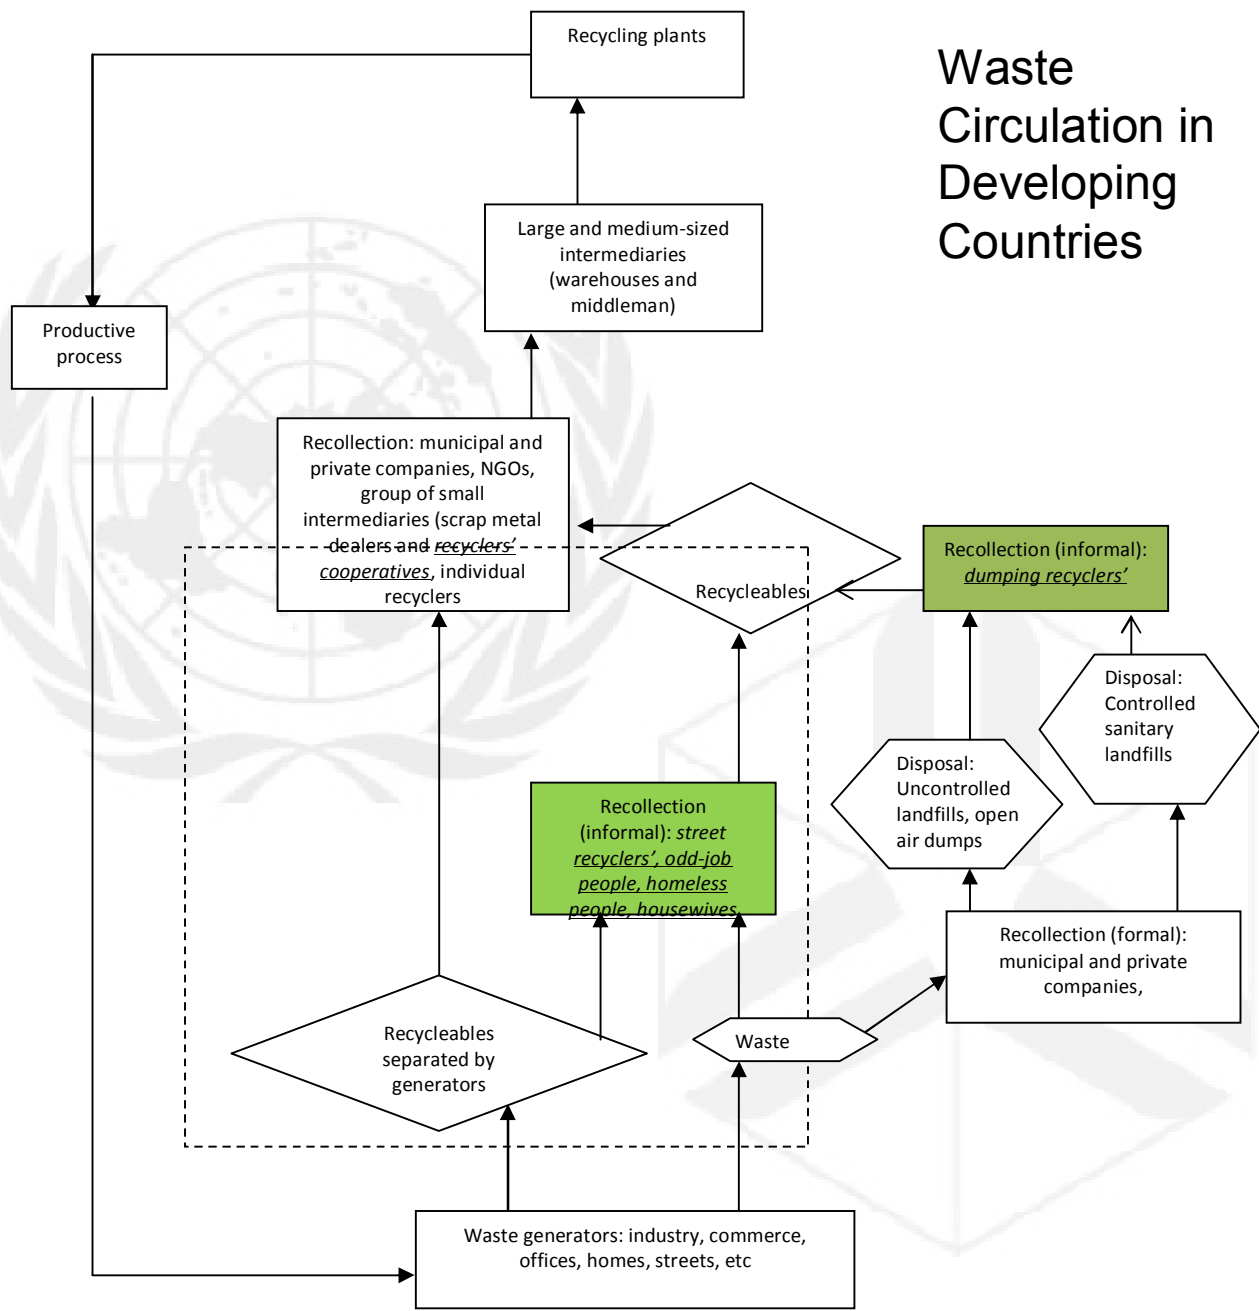 Recycling plants
Waste
Circulation in
Developing
Countries
Large and medium-sized
intermediaries
(warehouses and
middleman)
Productive
process
Recollection: municipal and
private companies, NGOs,
group of small
intermediaries (scrap metal
dealers and recyclers’
cooperatives, individual
recyclers
Recycleables
Recollection (informal):
dumping recyclers’
Disposal:
Controlled
sanitary
landfills
Disposal:
Uncontrolled
landfills, open
air dumps
Recollection
(informal): street
recyclers’, odd-job
people, homeless
people, housewives
Recollection (formal):
municipal and private
companies,
Recycleables
separated by
generators
Waste
Waste generators: industry, commerce,
offices, homes, streets, etc